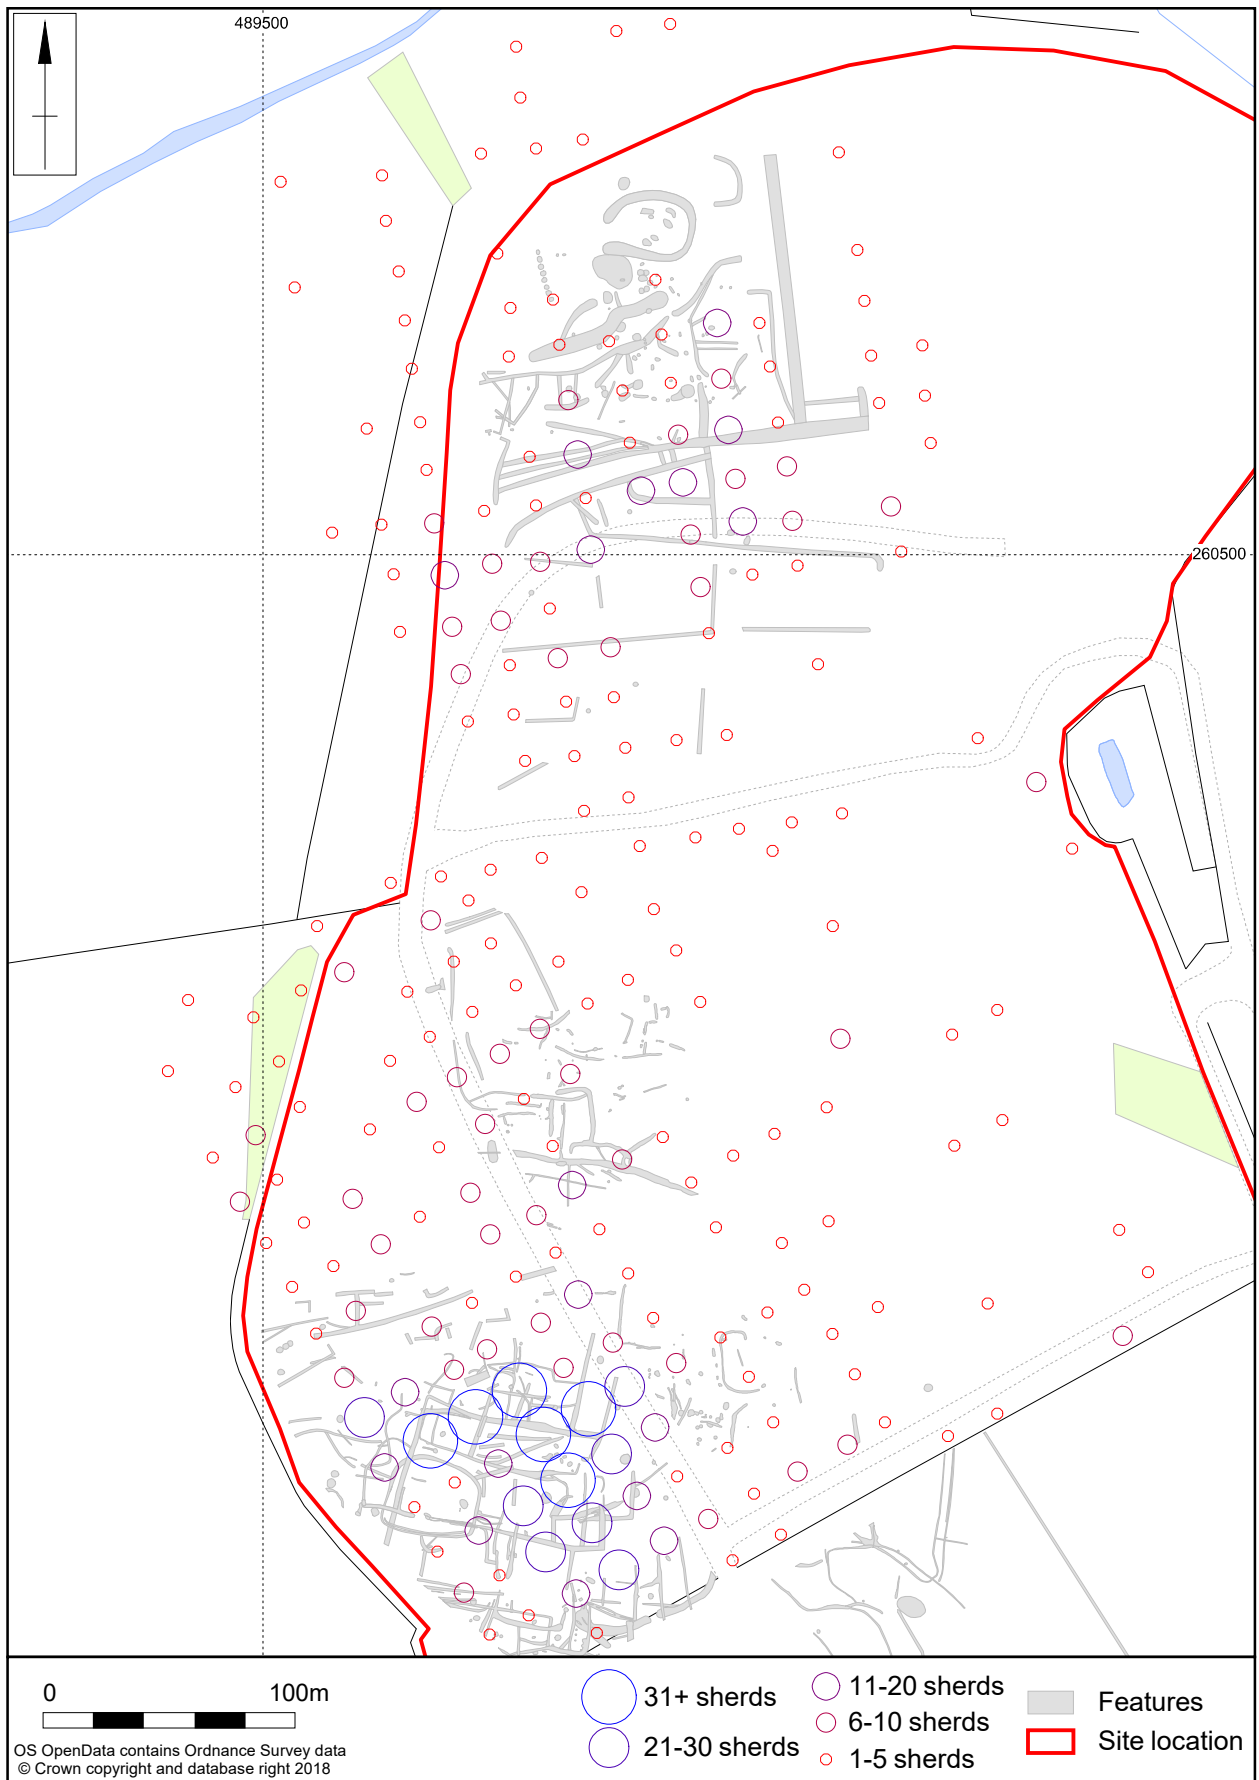 489500
260500
0 100m
OS OpenData contains Ordnance Survey data
© Crown copyright and database right 2018
31+ sherds
21-30 sherds
11-20 sherds
6-10 sherds
1-5 sherds
Features
Site location